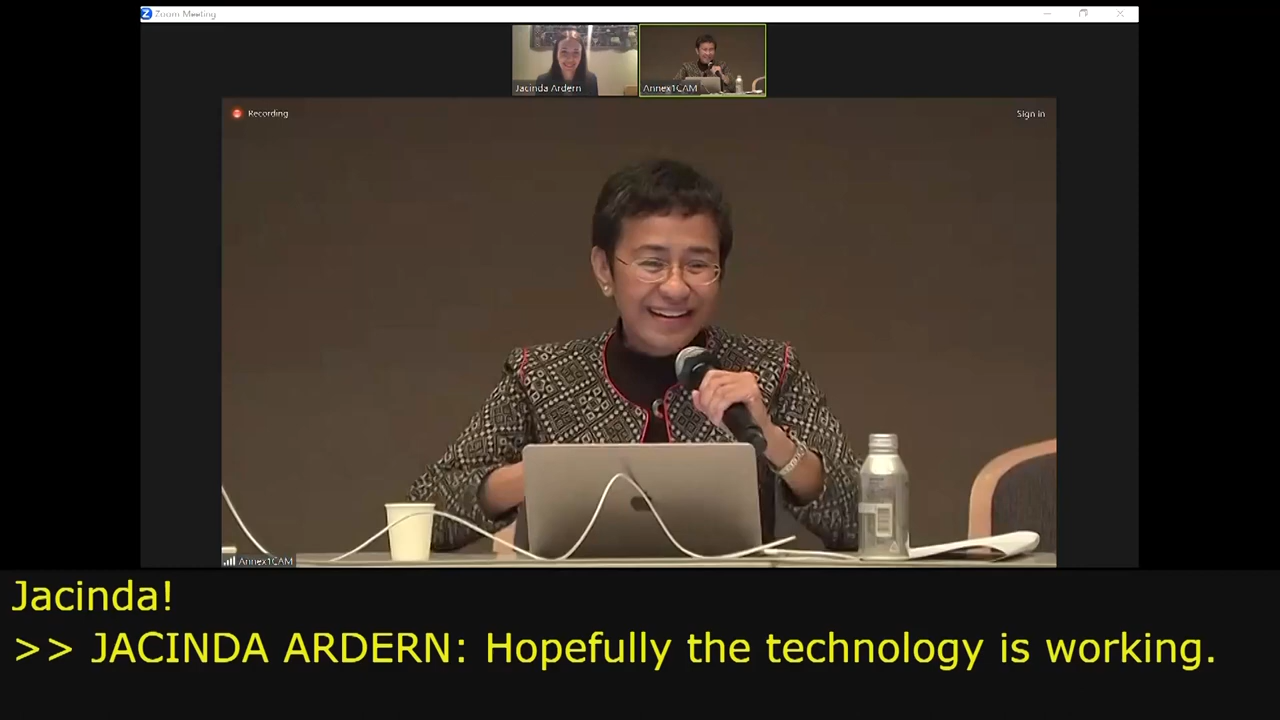 Zoom Meeting
Jacinda Ardern
Annex1CAM
Recording
Sign in
Annex1CAM
Jacinda!
>> JACINDA ARDERN: Hopefully the technology is working.